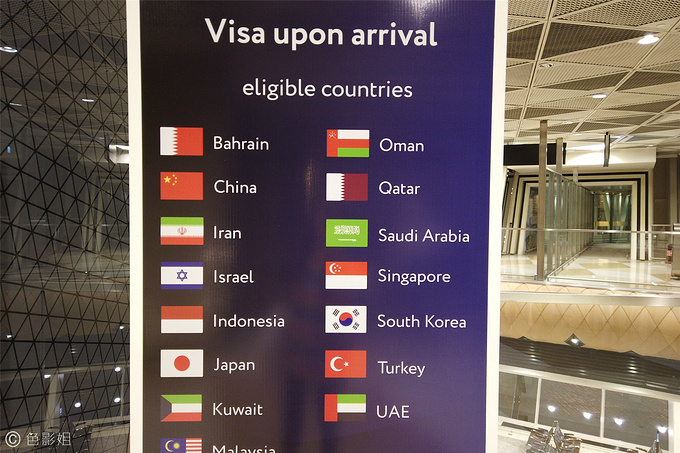 Visa upon arrival
eligible countries
Bahrain
China
Iran
Israel
Indonesia
Japan
Kuwait
Malaysia
Oman
Qatar
Saudi Arabia
Singapore
South Korea
Turkey
UAE
© 色影姐